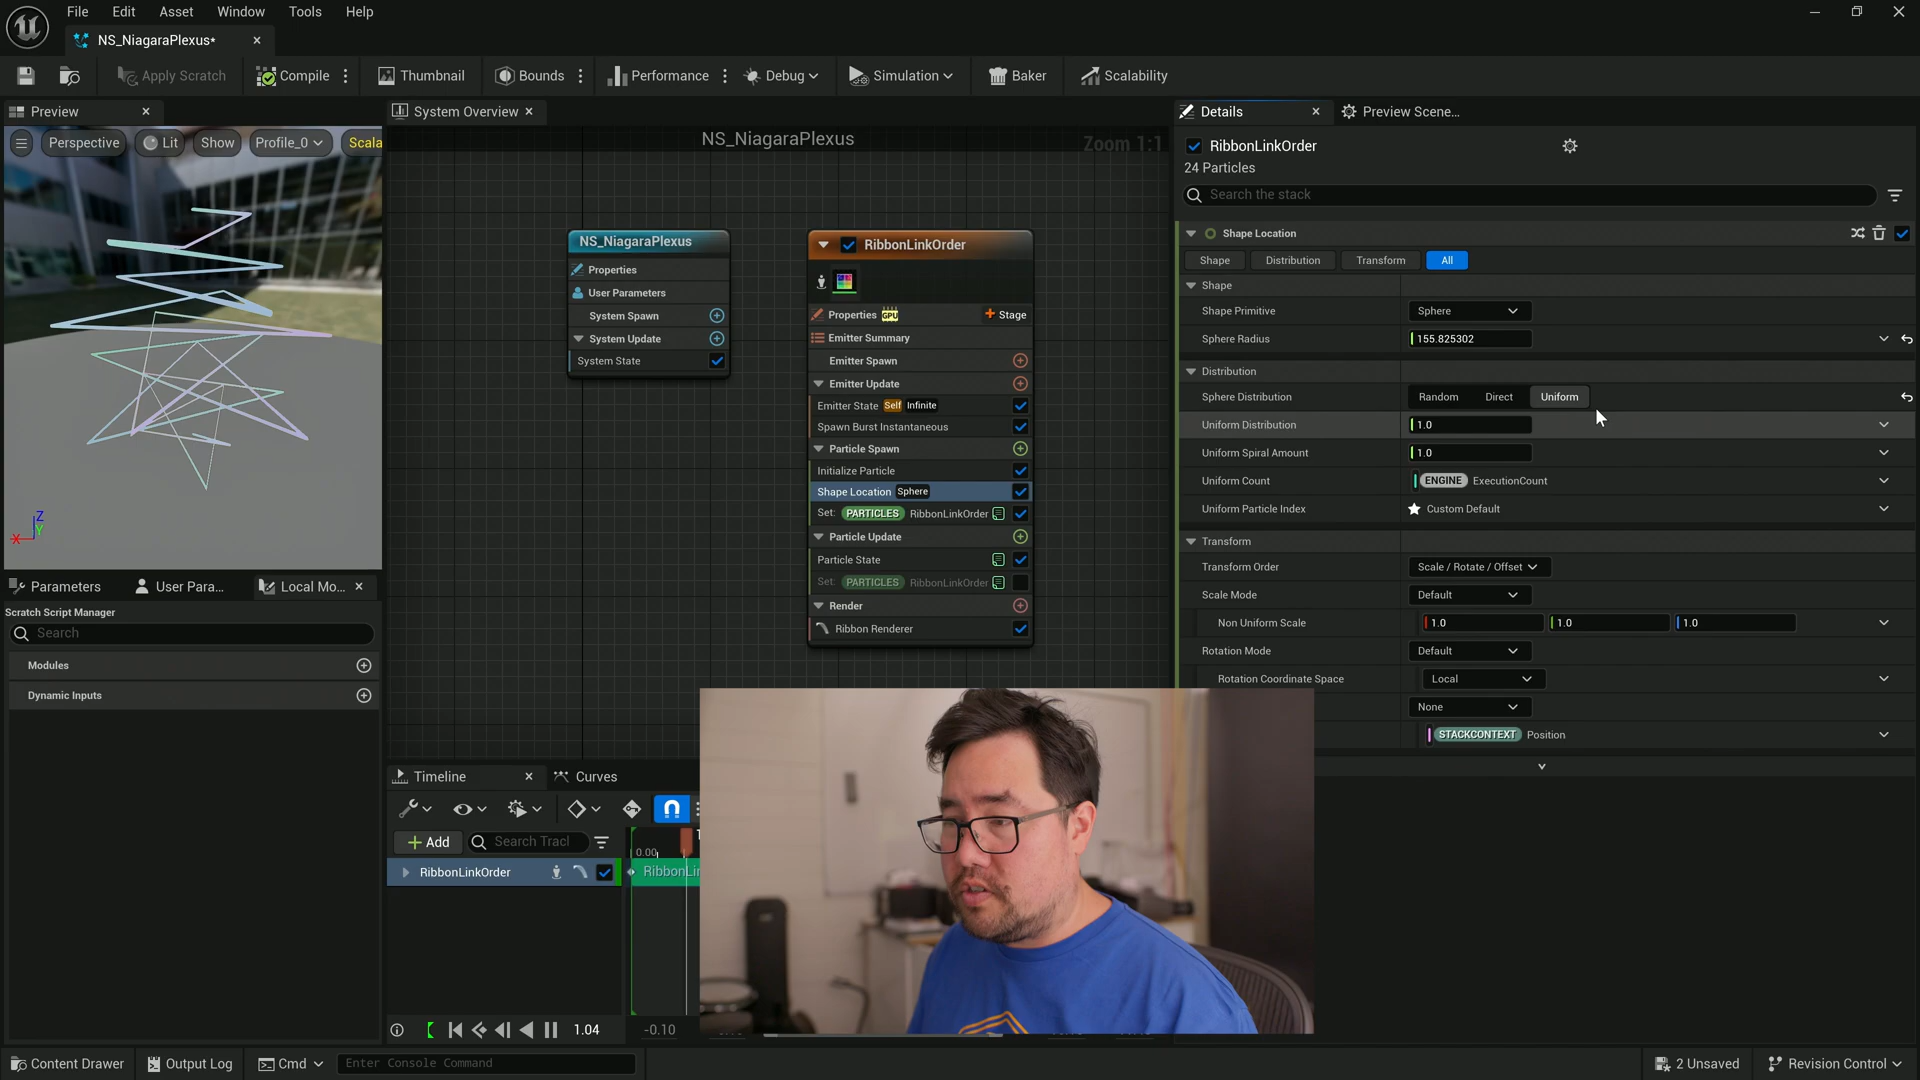 File Edit Asset Window Tools Help
NS_NiagaraPlexus*
Apply Scratch Compile Thumbnail Bounds Performance Debug Simulation Baker Scalability
Preview System Overview Details Preview Scene...
Perspective Lit Show Profile_0 Scala
NS_NiagaraPlexus
Zoom 1:1
RibbonLinkOrder
24 Particles
Search the stack
Shape Location
Shape Distribution Transform All
Shape
Shape Primitive Sphere
Sphere Radius 155.825302
Distribution
Sphere Distribution Random Direct Uniform
Uniform Distribution 1.0
Uniform Spiral Amount 1.0
Uniform Count ENGINE ExecutionCount
Uniform Particle Index Custom Default
Transform
Transform Order Scale / Rotate / Offset
Scale Mode Default
Non Uniform Scale 1.0 1.0 1.0
Rotation Mode Default
Rotation Coordinate Space Local
None
STACKCONTEXT Position
NS_NiagaraPlexus
Properties
User Parameters
System Spawn
System Update
System State
RibbonLinkOrder
Properties GPU Stage
Emitter Summary
Emitter Spawn
Emitter Update
Emitter State Self Infinite
Spawn Burst Instantaneous
Particle Spawn
Initialize Particle
Shape Location Sphere
Set: PARTICLES RibbonLinkOrder
Particle Update
Particle State
Set: PARTICLES RibbonLinkOrder
Render
Ribbon Renderer
Z
Y
X
Parameters User Para... Local Mo...
Scratch Script Manager
Search
Modules
Dynamic Inputs
Timeline Curves
Add Search Tracl
0.00
RibbonLinkOrder RibbonLin
1.04 -0.10
Content Drawer Output Log Cmd Enter Console Command 2 Unsaved Revision Control